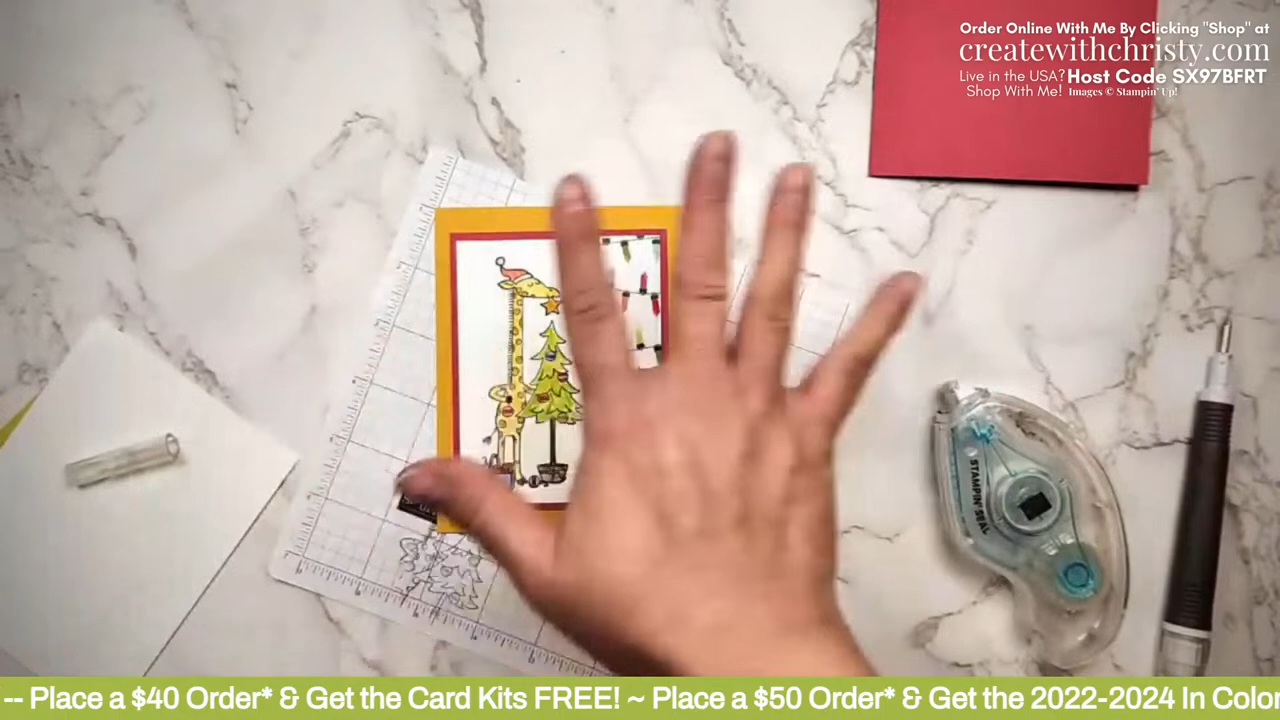 Order Online With Me By Clicking "Shop" at
createwithchristy.com
Live in the USA? Host Code SX97BFRT
Shop With Me! Images © Stampin' Up!
STAMPIN' SEAL
-- Place a $40 Order* & Get the Card Kits FREE! ~ Place a $50 Order* & Get the 2022-2024 In Color